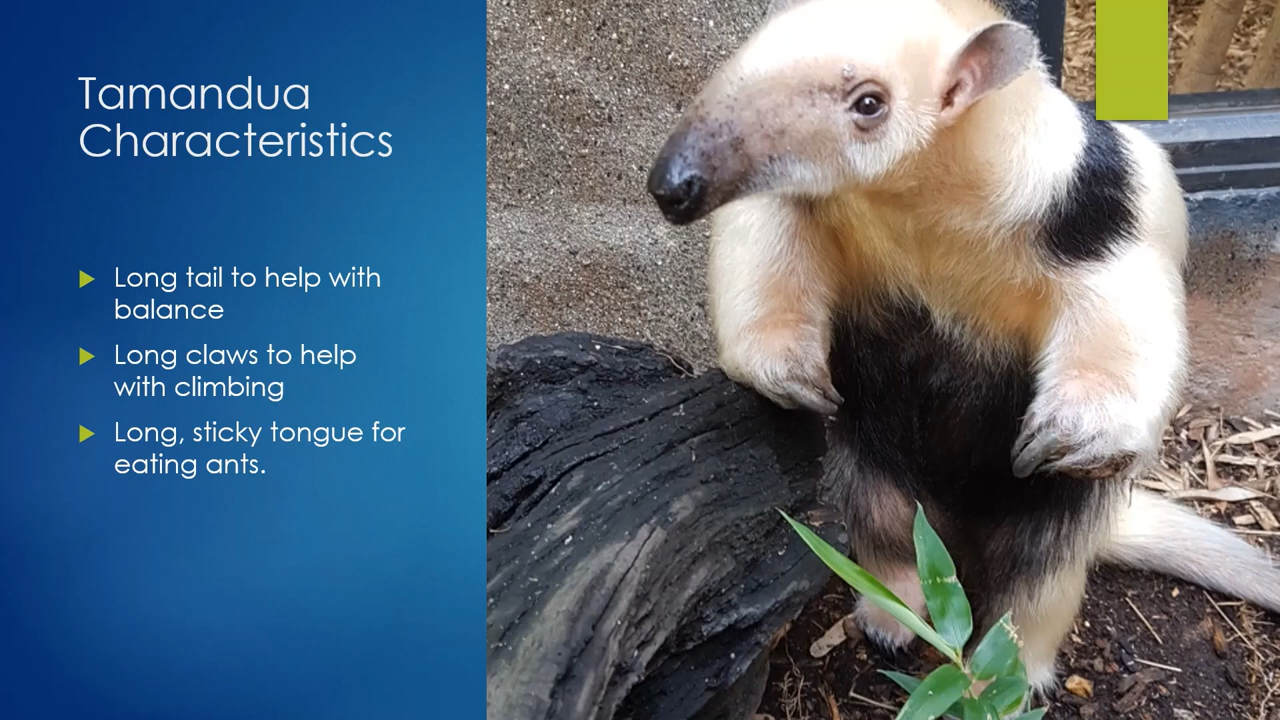 Tamandua
Characteristics
Long tail to help with
balance
Long claws to help
with climbing
Long, sticky tongue for
eating ants.